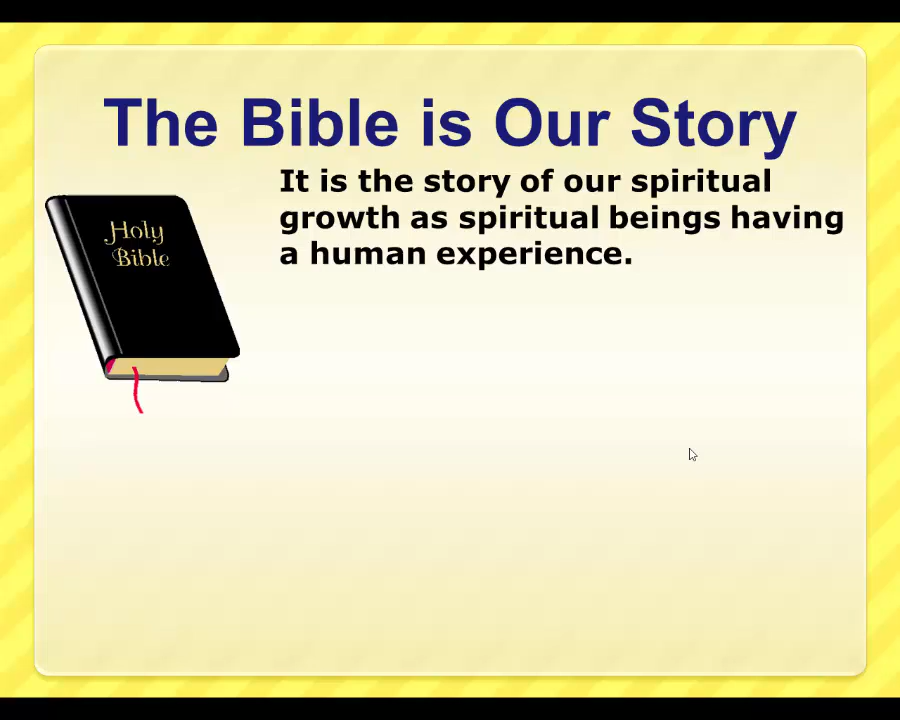 The Bible is Our Story
It is the story of our spiritual
growth as spiritual beings having
a human experience.
Holy
Bible